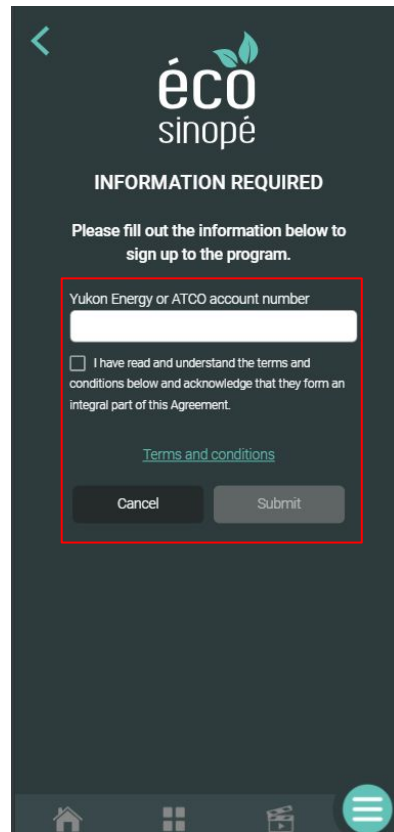 éco
sinopé
INFORMATION REQUIRED
Please fill out the information below to
sign up to the program.
Yukon Energy or ATCO account number
I have read and understand the terms and
conditions below and acknowledge that they form an
integral part of this Agreement.
Terms and conditions
Cancel Submit